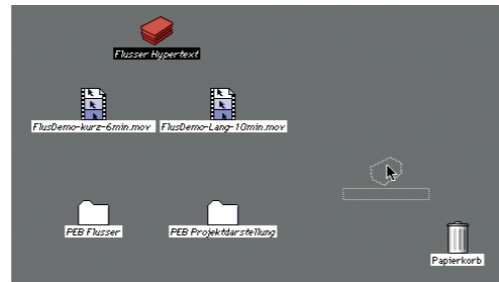 Flusser Hypertext
FlusDemo-kurz-6min.mov
FlusDemo-Lang-10min.mov
PEB Flusser
PEB Projektdarstellung
Papierkorb